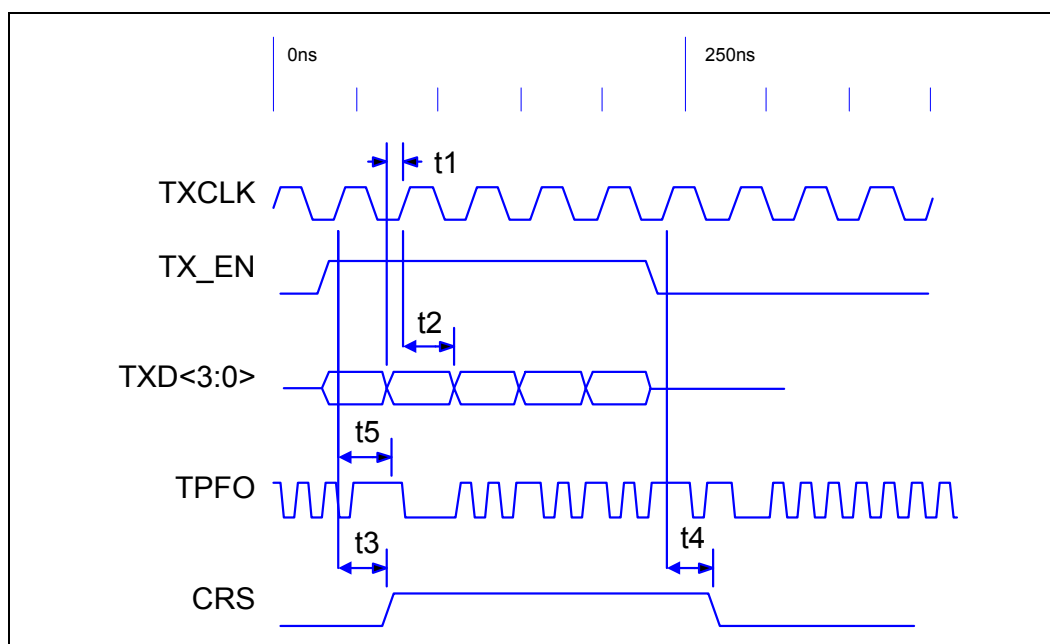 0ns
250ns
t1
TXCLK
TX_EN
t2
TXD<3:0>
t5
TPFO
t3
t4
CRS